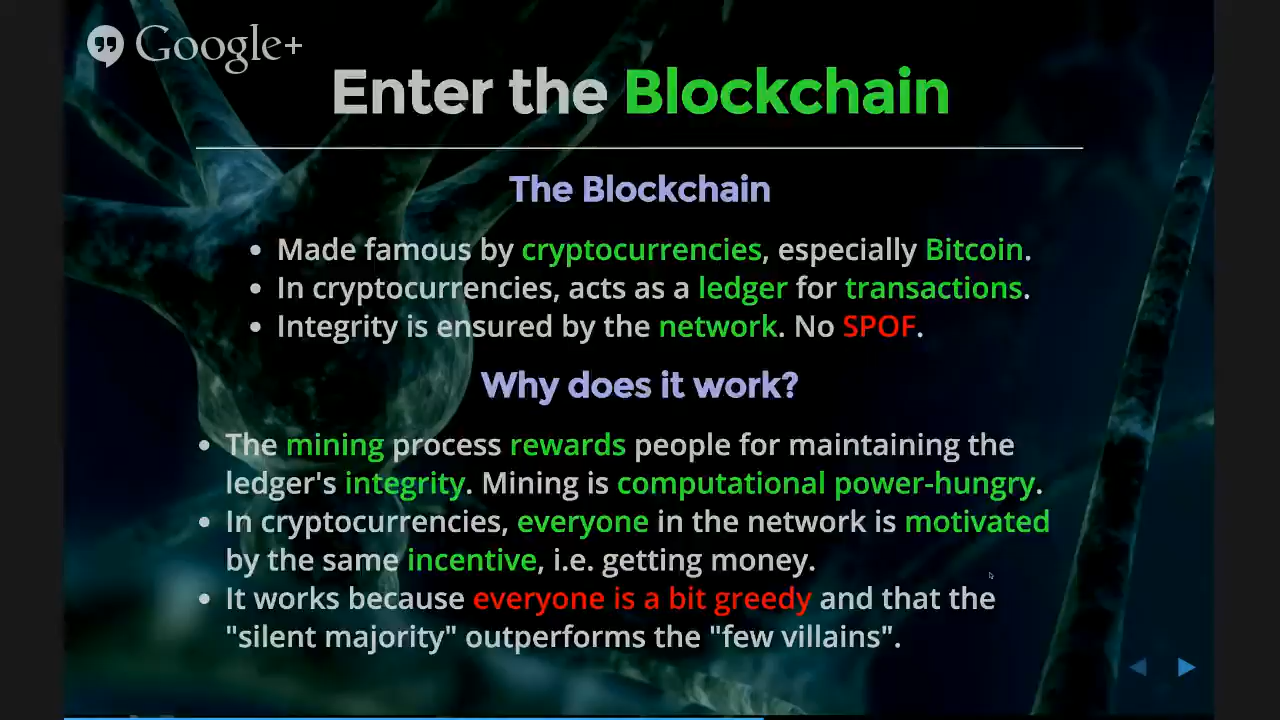 Google+
Enter the Blockchain
The Blockchain
• Made famous by cryptocurrencies, especially Bitcoin.
• In cryptocurrencies, acts as a ledger for transactions.
• Integrity is ensured by the network. No SPOF.
Why does it work?
• The mining process rewards people for maintaining the
ledger's integrity. Mining is computational power-hungry.
• In cryptocurrencies, everyone in the network is motivated
by the same incentive, i.e. getting money.
• It works because everyone is a bit greedy and that the
"silent majority" outperforms the "few villains".